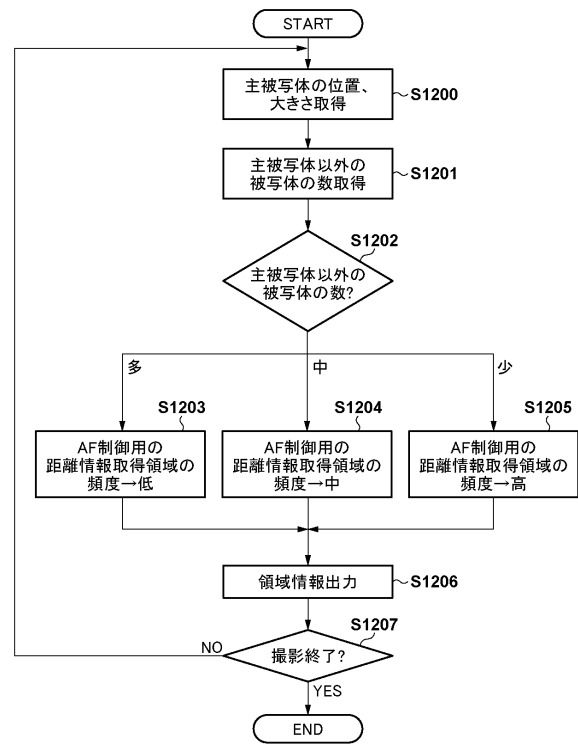 START
主被写体の位置、
大きさ取得
S1200
主被写体以外の
被写体の数取得
S1201
S1202
主被写体以外の
被写体の数?
多
中
少
S1203
AF制御用の
距離情報取得領域の
頻度→低
S1204
AF制御用の
距離情報取得領域の
頻度→中
S1205
AF制御用の
距離情報取得領域の
頻度→高
領域情報出力
S1206
S1207
撮影終了?
NO
YES
END